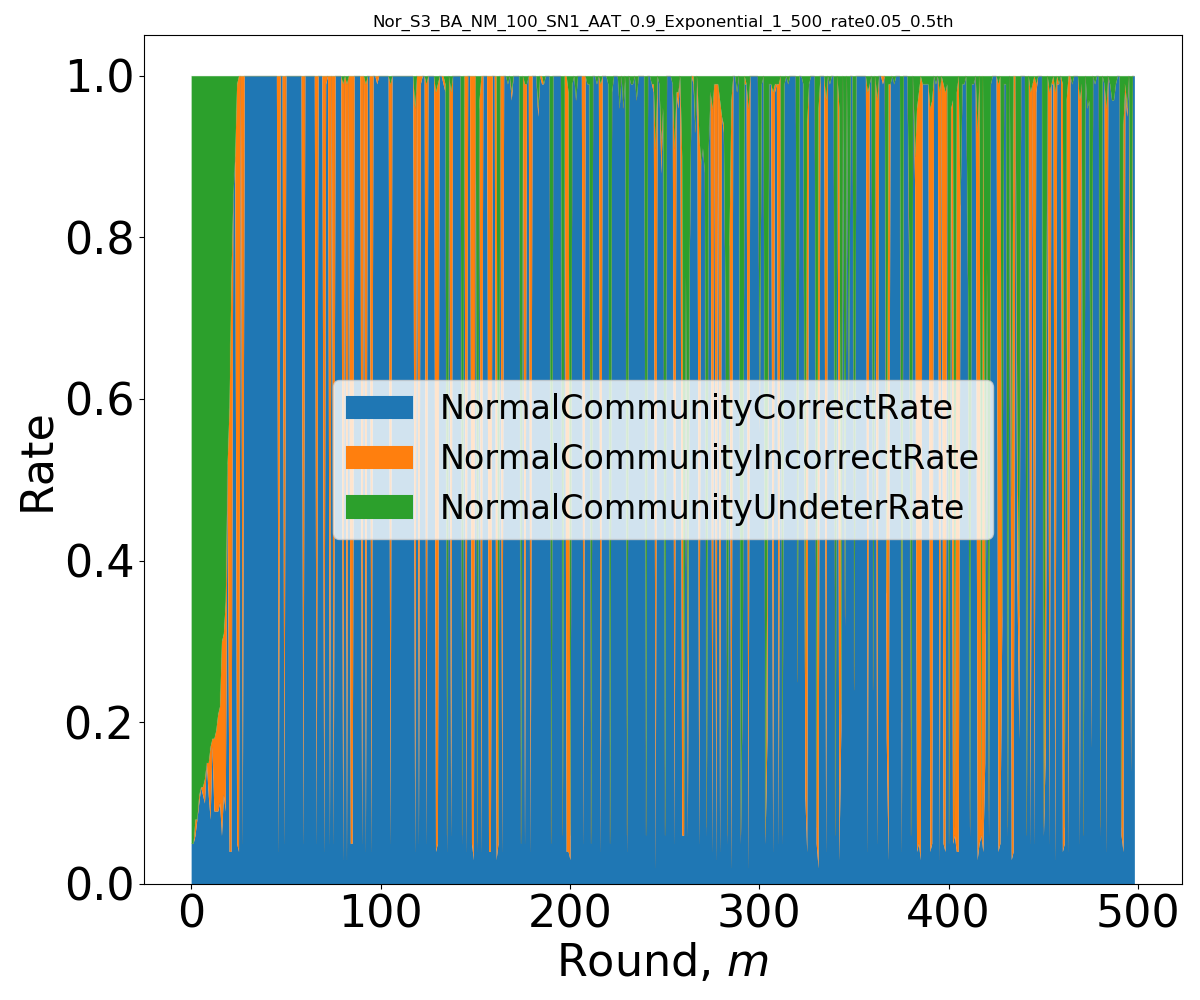 Nor_S3_BA_NM_100_SN1_AAT_0.9_Exponential_1_500_rate0.05_0.5th
1.0
0.8
0.6
0.4
0.2
0.0
Rate
NormalCommunityCorrectRate
NormalCommunityIncorrectRate
NormalCommunityUndeterRate
0 100 200 300 400 500
Round, m